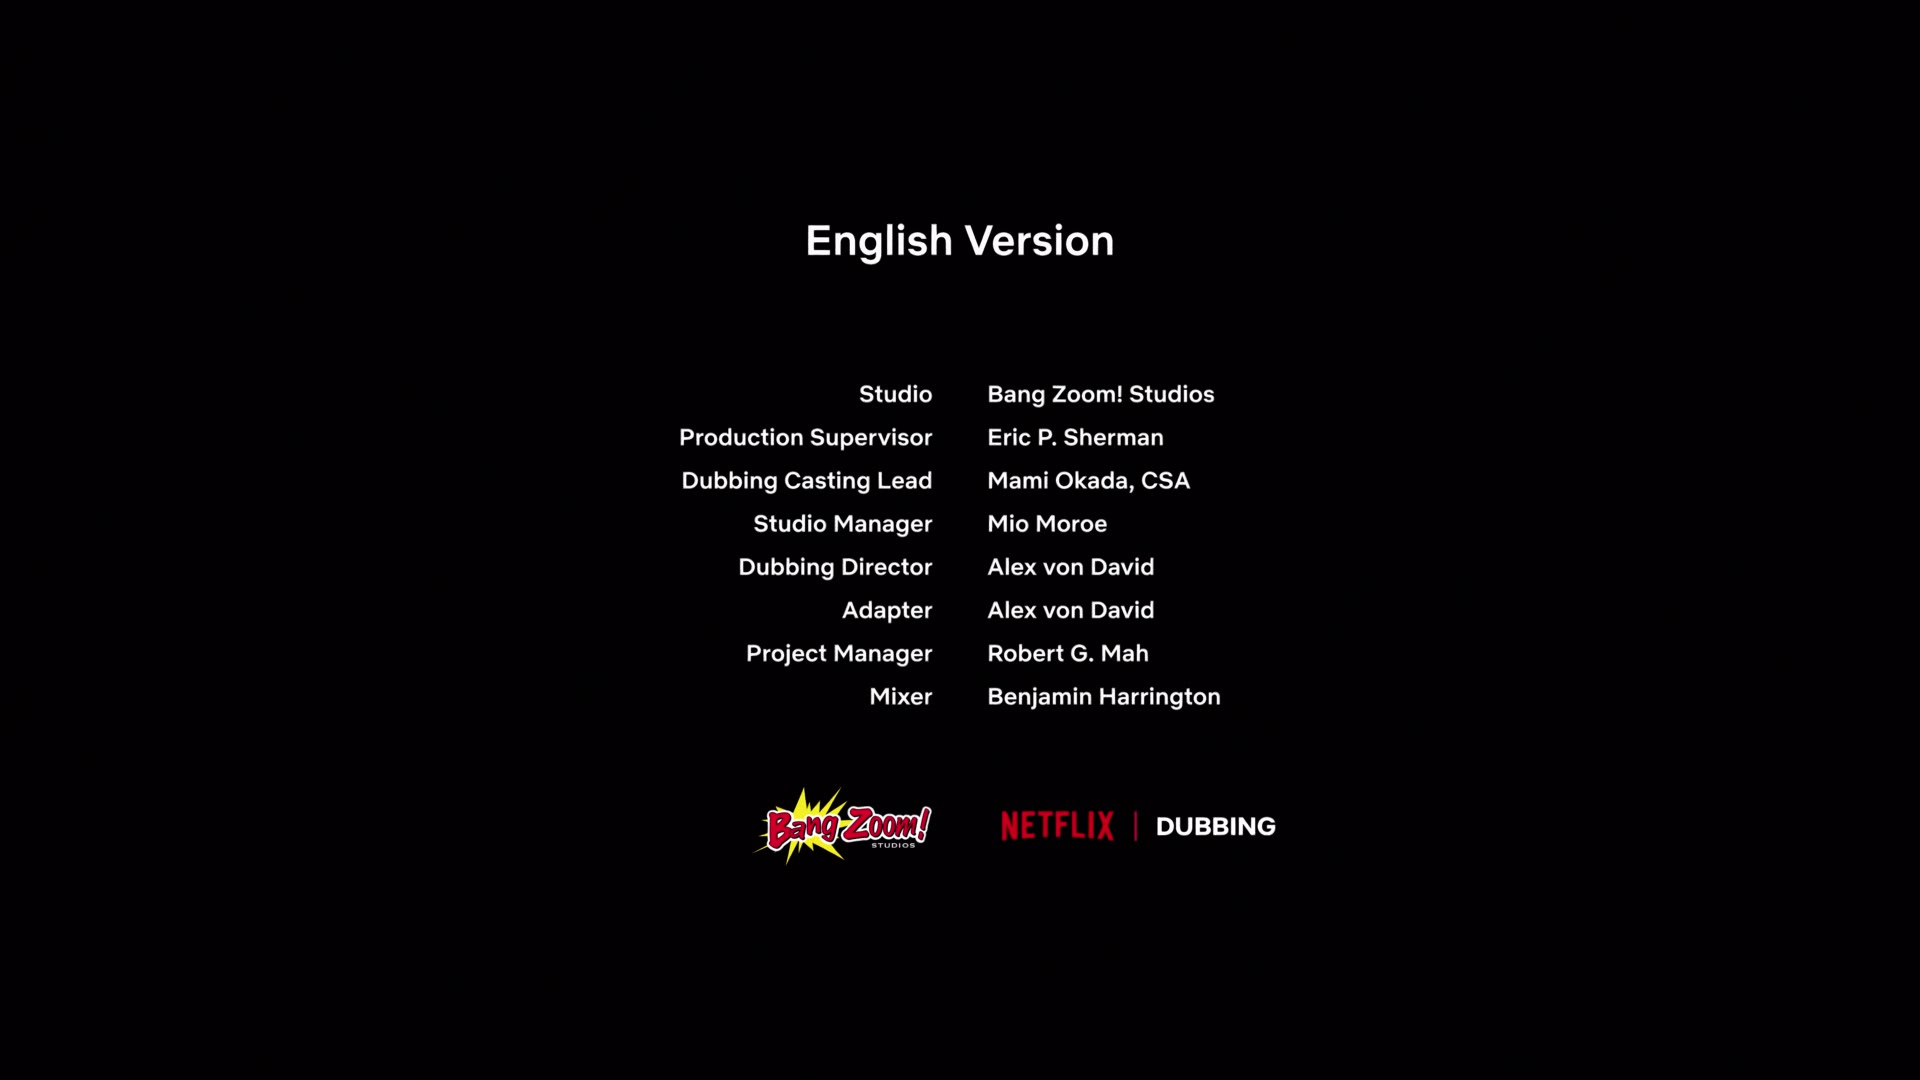 English Version
Studio Bang Zoom! Studios
Production Supervisor Eric P. Sherman
Dubbing Casting Lead Mami Okada, CSA
Studio Manager Mio Moroe
Dubbing Director Alex von David
Adapter Alex von David
Project Manager Robert G. Mah
Mixer Benjamin Harrington
Bang Zoom! STUDIOS NETFLIX | DUBBING